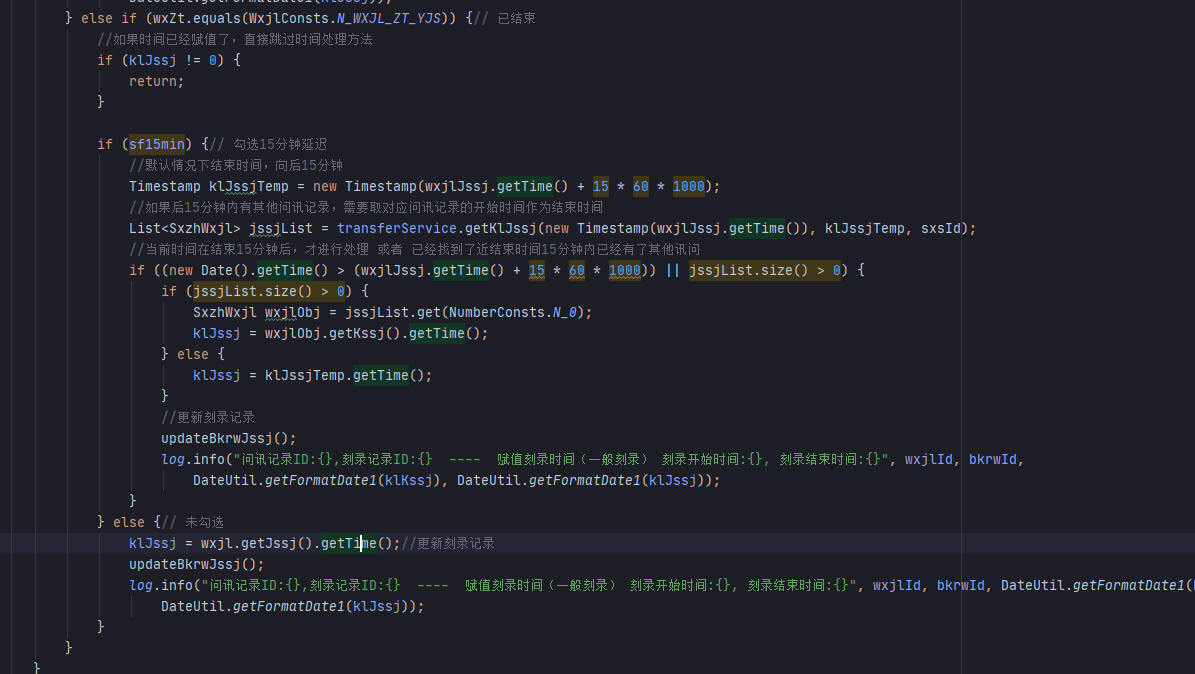 } else if (wxZt.equals(WxjlConsts.N_WXJL_ZT_YJS)) {// 已结束
//如果时间已经赋值了，直接跳过时间处理方法
if (klJssj != 0) {
return;
}
if (sf15min) {// 勾选15分钟延迟
//默认情况下结束时间，向后15分钟
Timestamp klJssjTemp = new Timestamp(wxjlJssj.getTime() + 15 * 60 * 1000);
//如果后15分钟内有其他问讯记录，需要取对应问讯记录的开始时间作为结束时间
List<SxzhWxjl> jssjList = transferService.getKlJssj(new Timestamp(wxjlJssj.getTime()), klJssjTemp, sxsId);
//当前时间在结束15分钟后，才进行处理 或者 已经找到了近结束时间15分钟内已经有了其他讯问
if ((new Date().getTime() > (wxjlJssj.getTime() + 15 * 60 * 1000)) || jssjList.size() > 0) {
if (jssjList.size() > 0) {
SxzhWxjl wxjlObj = jssjList.get(NumberConsts.N_0);
klJssj = wxjlObj.getKssj().getTime();
} else {
klJssj = klJssjTemp.getTime();
}
//更新刻录记录
updateBkrwJssj();
log.info("问讯记录ID:{},刻录记录ID:{}  ----  赋值刻录时间（一般刻录） 刻录开始时间:{}, 刻录结束时间:{}", wxjlId, bkrwId,
DateUtil.getFormatDate1(klKssj), DateUtil.getFormatDate1(klJssj));
}
} else {// 未勾选
klJssj = wxjl.getJssj().getTime();//更新刻录记录
updateBkrwJssj();
log.info("问讯记录ID:{},刻录记录ID:{}  ----  赋值刻录时间（一般刻录） 刻录开始时间:{}, 刻录结束时间:{}", wxjlId, bkrwId, DateUtil.getFormatDate1(
DateUtil.getFormatDate1(klJssj));
}
}
}